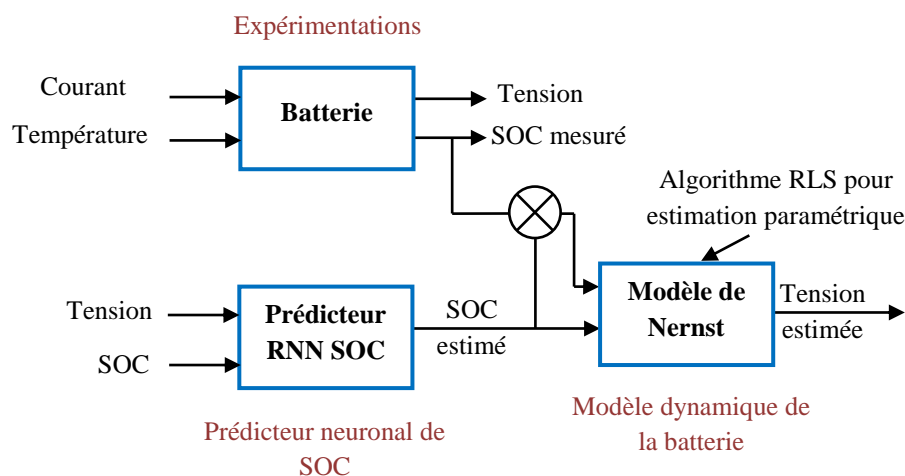 Expérimentations
Courant
Température
Batterie
Tension
SOC mesuré
Algorithme RLS pour
estimation paramétrique
Tension
SOC
Prédicteur
RNN SOC
SOC
estimé
Modèle de
Nernst
Tension
estimée
Prédicteur neuronal de
SOC
Modèle dynamique de
la batterie